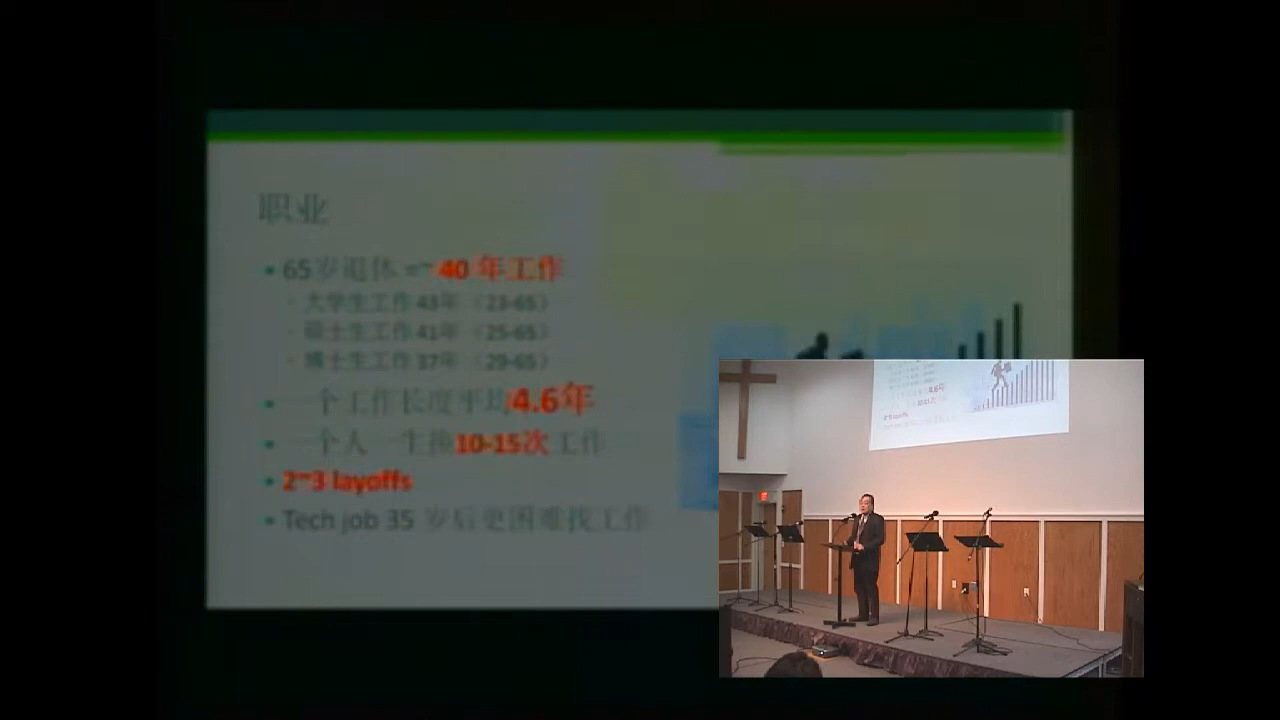 职业
65岁退休 =~ 40 年工作
大学生工作43年（23-65）
硕士生工作41年（25-65）
博士生工作37年（29-65）
一个工作长度平均4.6年
一个人一生换10-15次工作
2~3 layoffs
Tech job 35 岁后更困难找工作